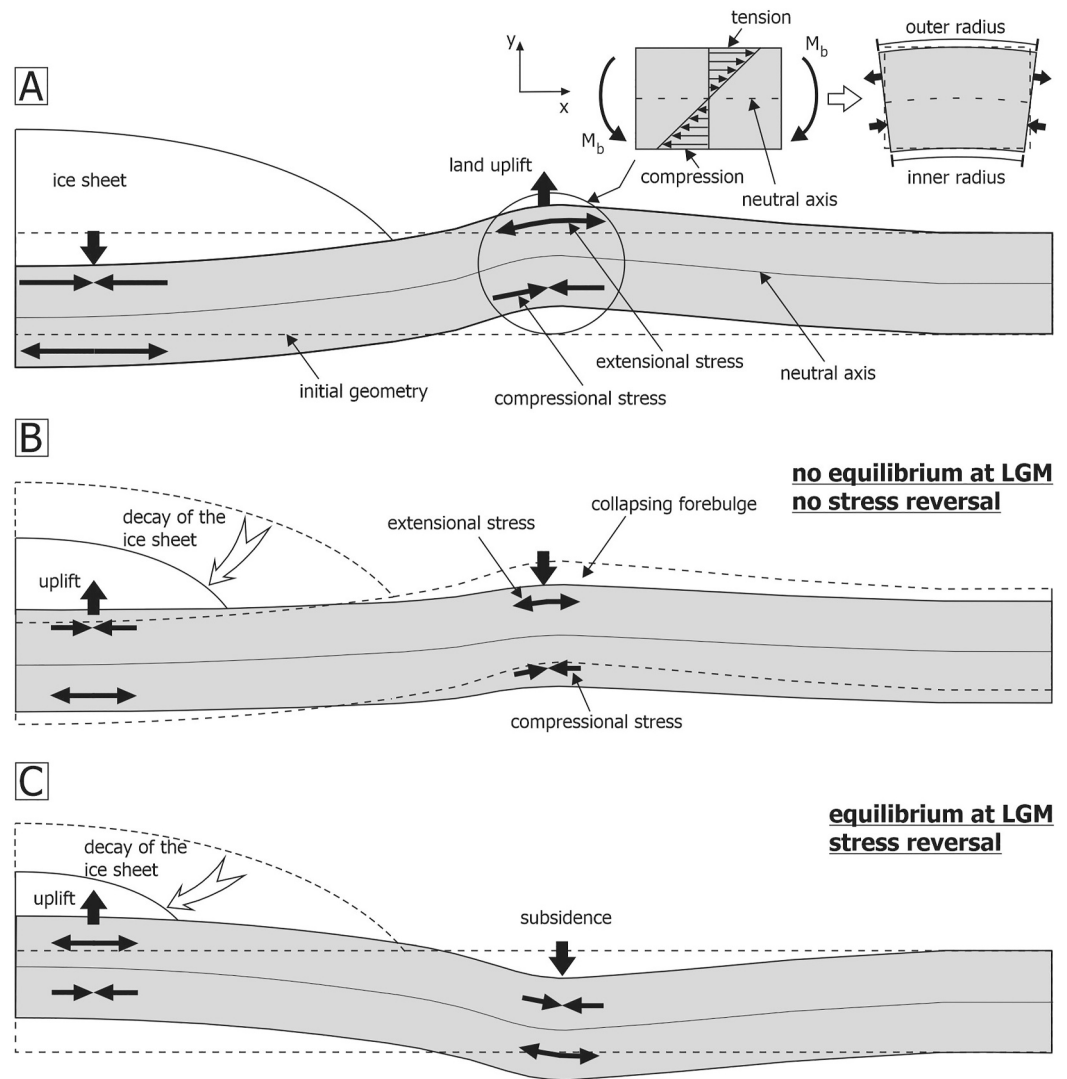 A
y
x
tension
M_b
M_b
compression
neutral axis
outer radius
inner radius
ice sheet
land uplift
extensional stress
neutral axis
initial geometry
compressional stress
B
no equilibrium at LGM
no stress reversal
decay of the
ice sheet
extensional stress
collapsing forebulge
uplift
compressional stress
C
equilibrium at LGM
stress reversal
decay of the
ice sheet
uplift
subsidence